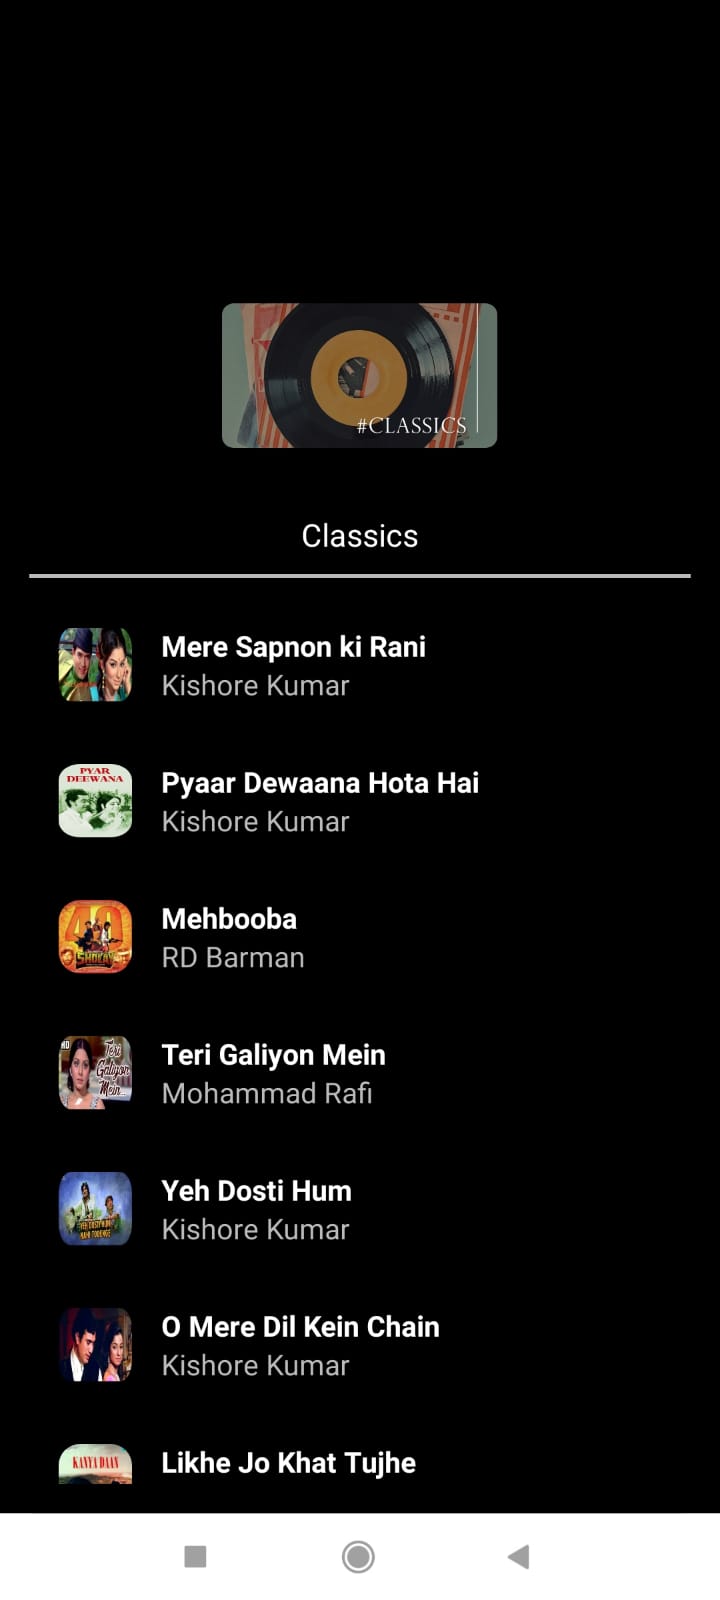 #CLASSICS
Classics
Mere Sapnon ki Rani
Kishore Kumar
PYAR
DEEWANA
Pyaar Dewaana Hota Hai
Kishore Kumar
40
SHOLAY
Mehbooba
RD Barman
HD
Teri
Galiyon
Mein...
Teri Galiyon Mein
Mohammad Rafi
YEH DOSTI HUM
NAHI TODENGE
Yeh Dosti Hum
Kishore Kumar
O Mere Dil Kein Chain
Kishore Kumar
KANYA DAAN
Likhe Jo Khat Tujhe